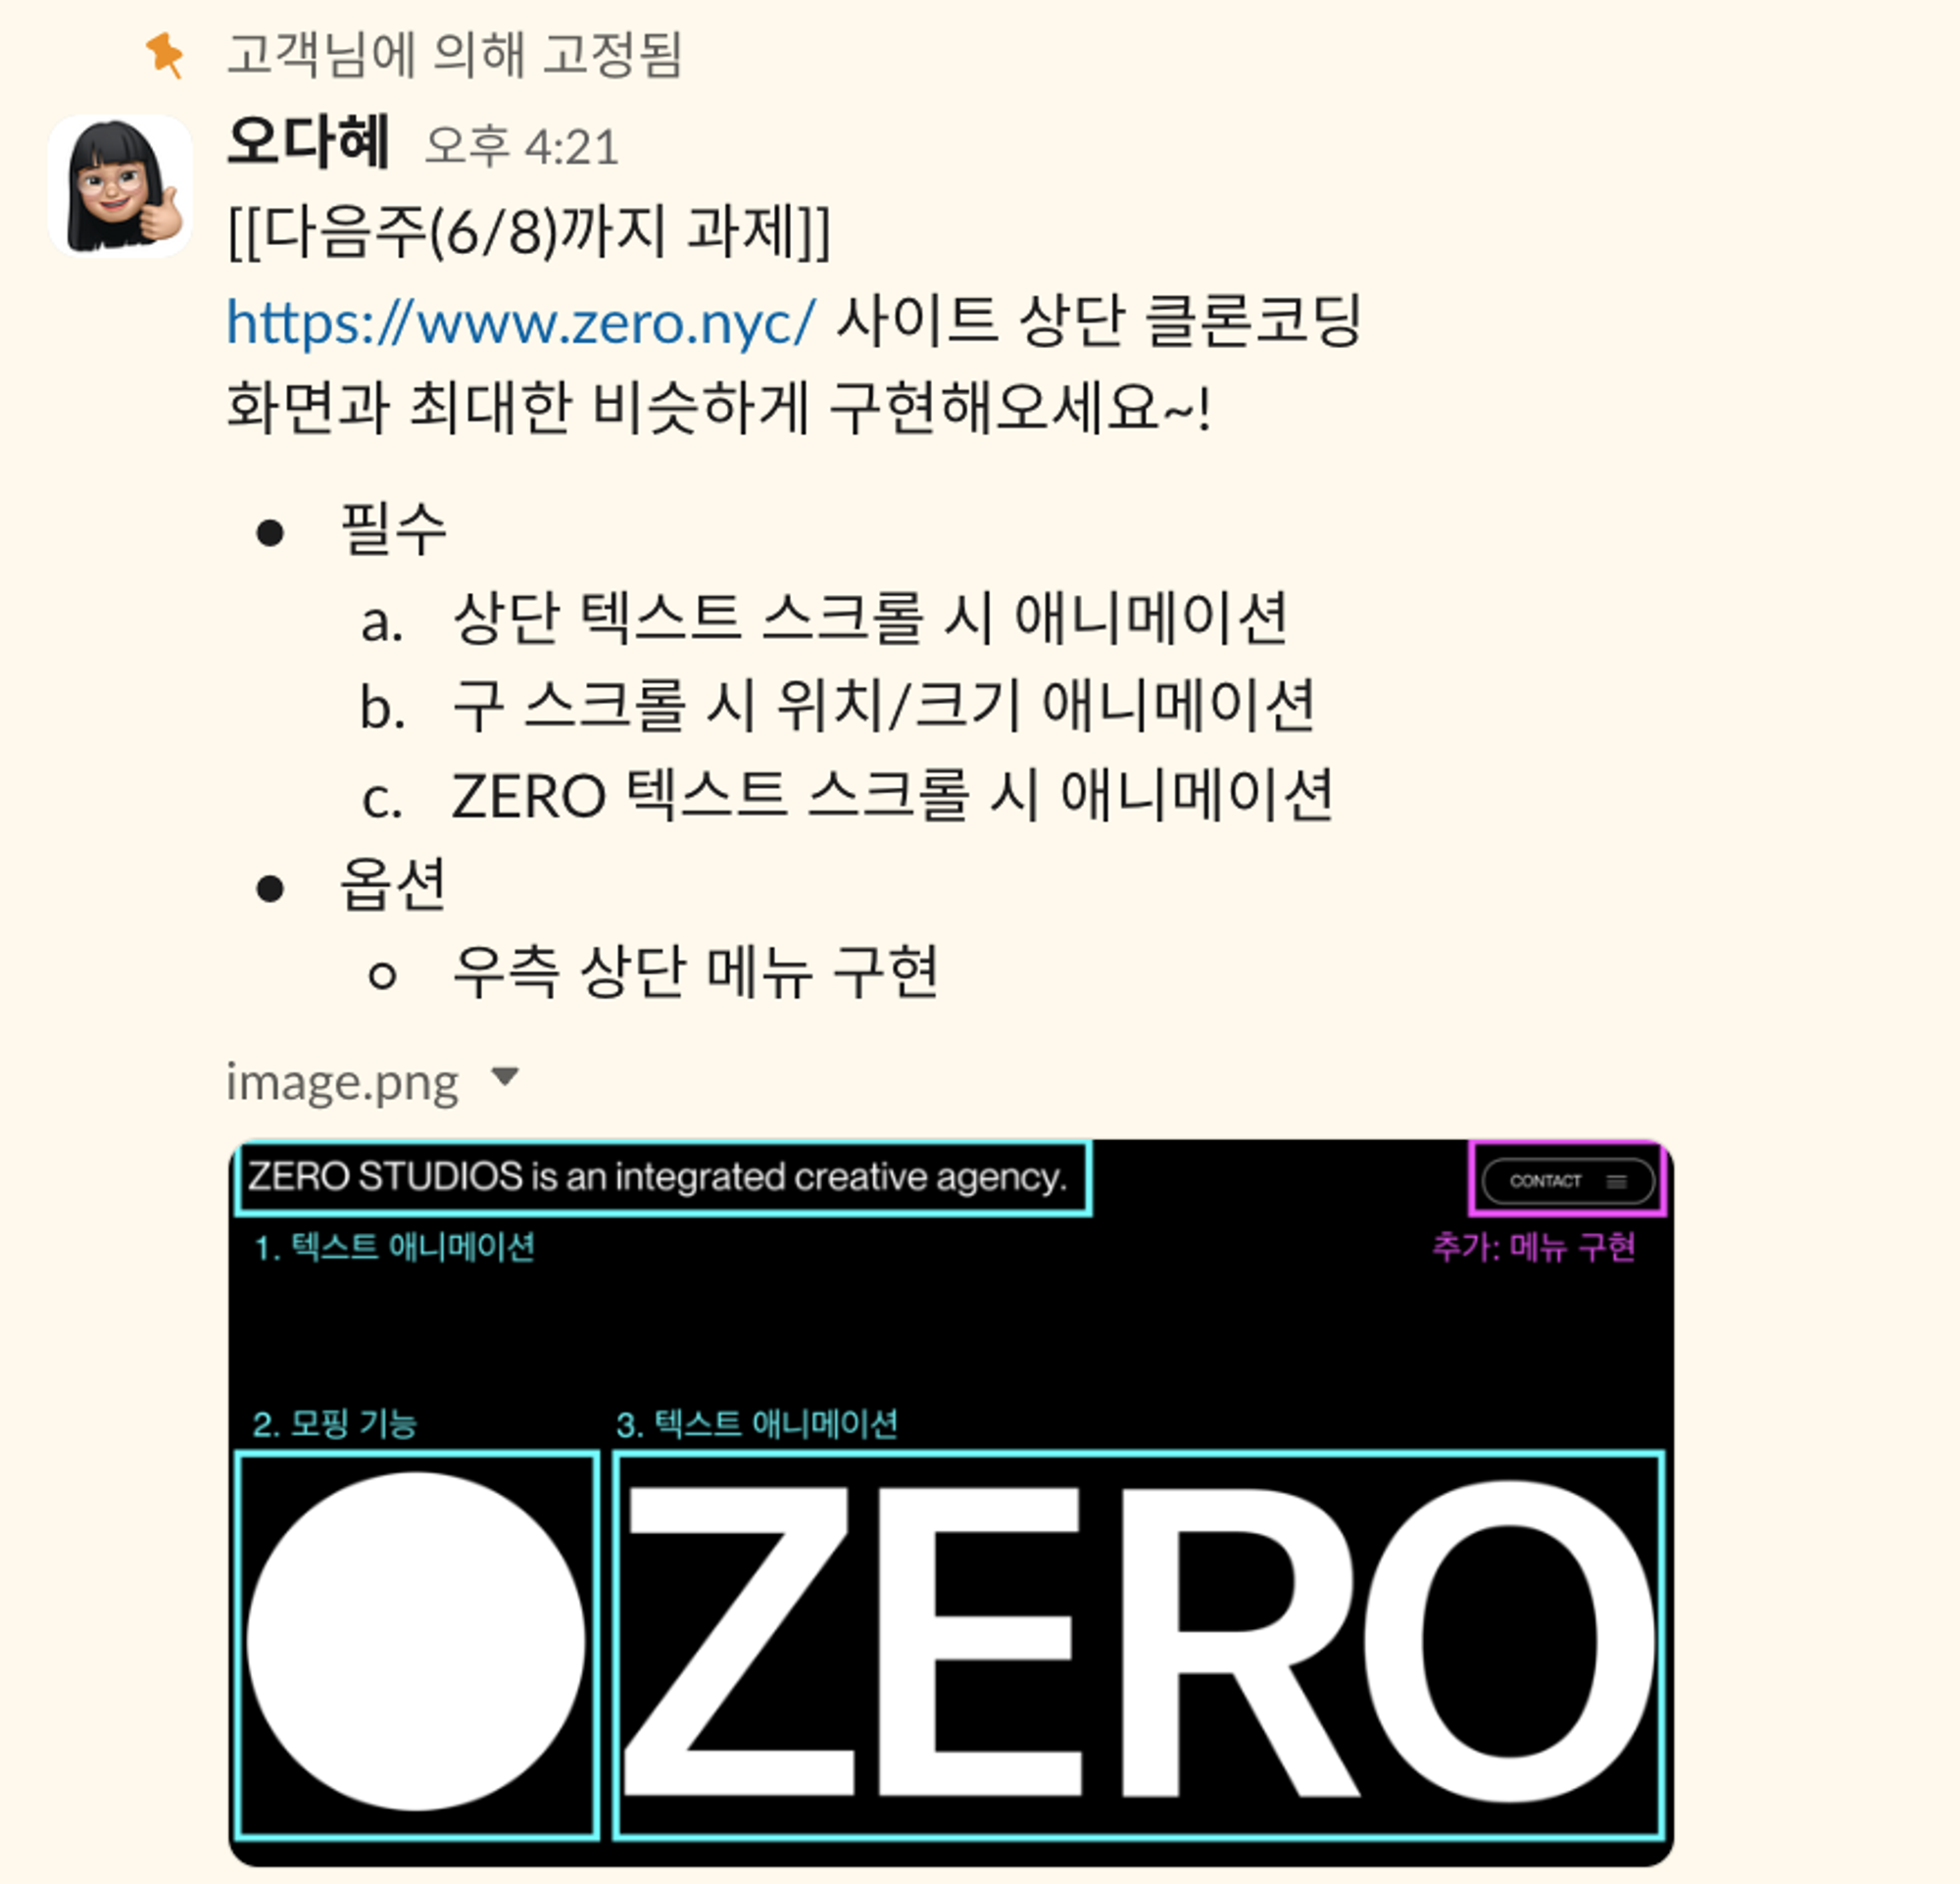 고객님에 의해 고정됨
오다혜 오후 4:21
[[다음주(6/8)까지 과제]]
https://www.zero.nyc/ 사이트 상단 클론코딩
화면과 최대한 비슷하게 구현해오세요~!
• 필수
a. 상단 텍스트 스크롤 시 애니메이션
b. 구 스크롤 시 위치/크기 애니메이션
c. ZERO 텍스트 스크롤 시 애니메이션
• 옵션
◦ 우측 상단 메뉴 구현
image.png
ZERO STUDIOS is an integrated creative agency.
CONTACT
1. 텍스트 애니메이션
추가: 메뉴 구현
2. 모핑 기능
3. 텍스트 애니메이션
ZERO